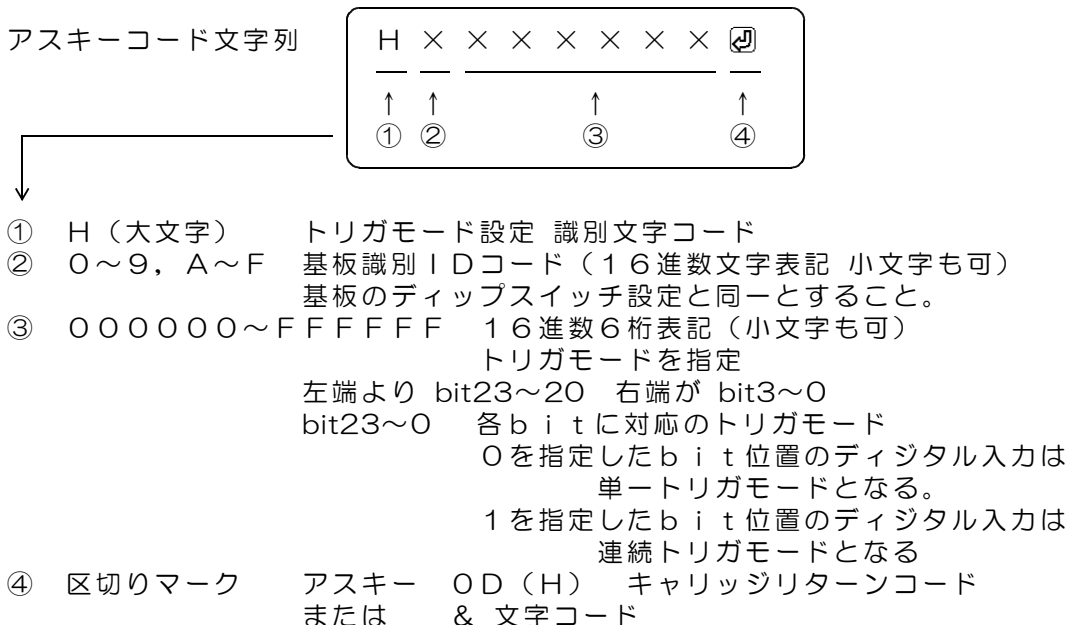 アスキーコード文字列 H × × × × × × × ⏎
↑ ↑ ↑ ↑
① ② ③ ④
① H（大文字） トリガモード設定 識別文字コード
② 0～9，A～F 基板識別IDコード（16進数文字表記 小文字も可）
基板のディップスイッチ設定と同一とすること。
③ 000000～FFFFFF 16進数6桁表記（小文字も可）
トリガモードを指定
左端より bit23～20 右端が bit3～0
bit23～0 各bitに対応のトリガモード
0を指定したbit位置のディジタル入力は
単一トリガモードとなる。
1を指定したbit位置のディジタル入力は
連続トリガモードとなる
④ 区切りマーク アスキー 0D（H） キャリッジリターンコード
または & 文字コード